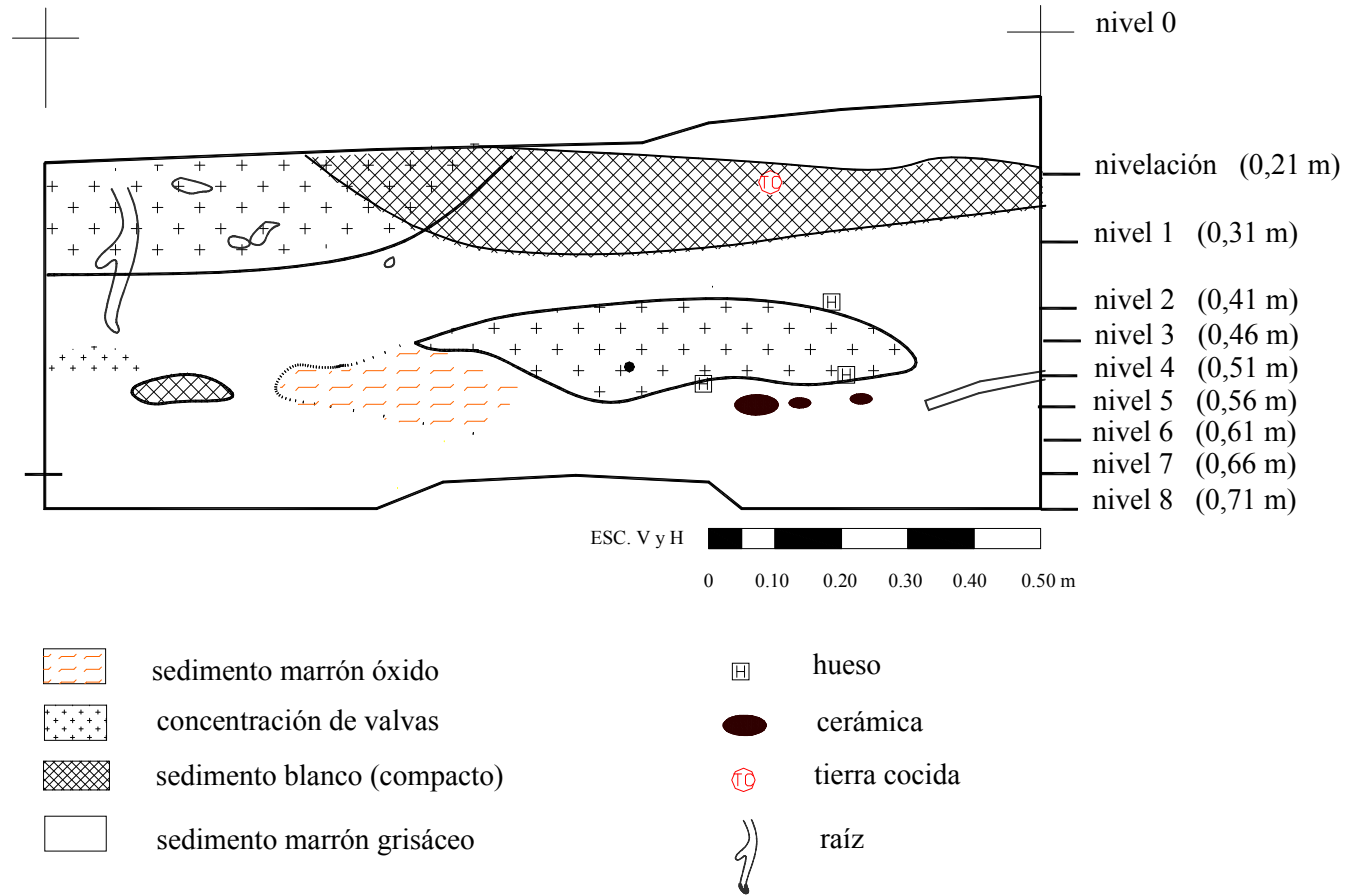 nivel 0
nivelación (0,21 m)
TC
nivel 1 (0,31 m)
H
nivel 2 (0,41 m)
nivel 3 (0,46 m)
H
H
nivel 4 (0,51 m)
nivel 5 (0,56 m)
nivel 6 (0,61 m)
nivel 7 (0,66 m)
nivel 8 (0,71 m)
ESC. V y H
0 0.10 0.20 0.30 0.40 0.50 m
sedimento marrón óxido
H hueso
concentración de valvas
cerámica
sedimento blanco (compacto)
TC tierra cocida
sedimento marrón grisáceo
raíz